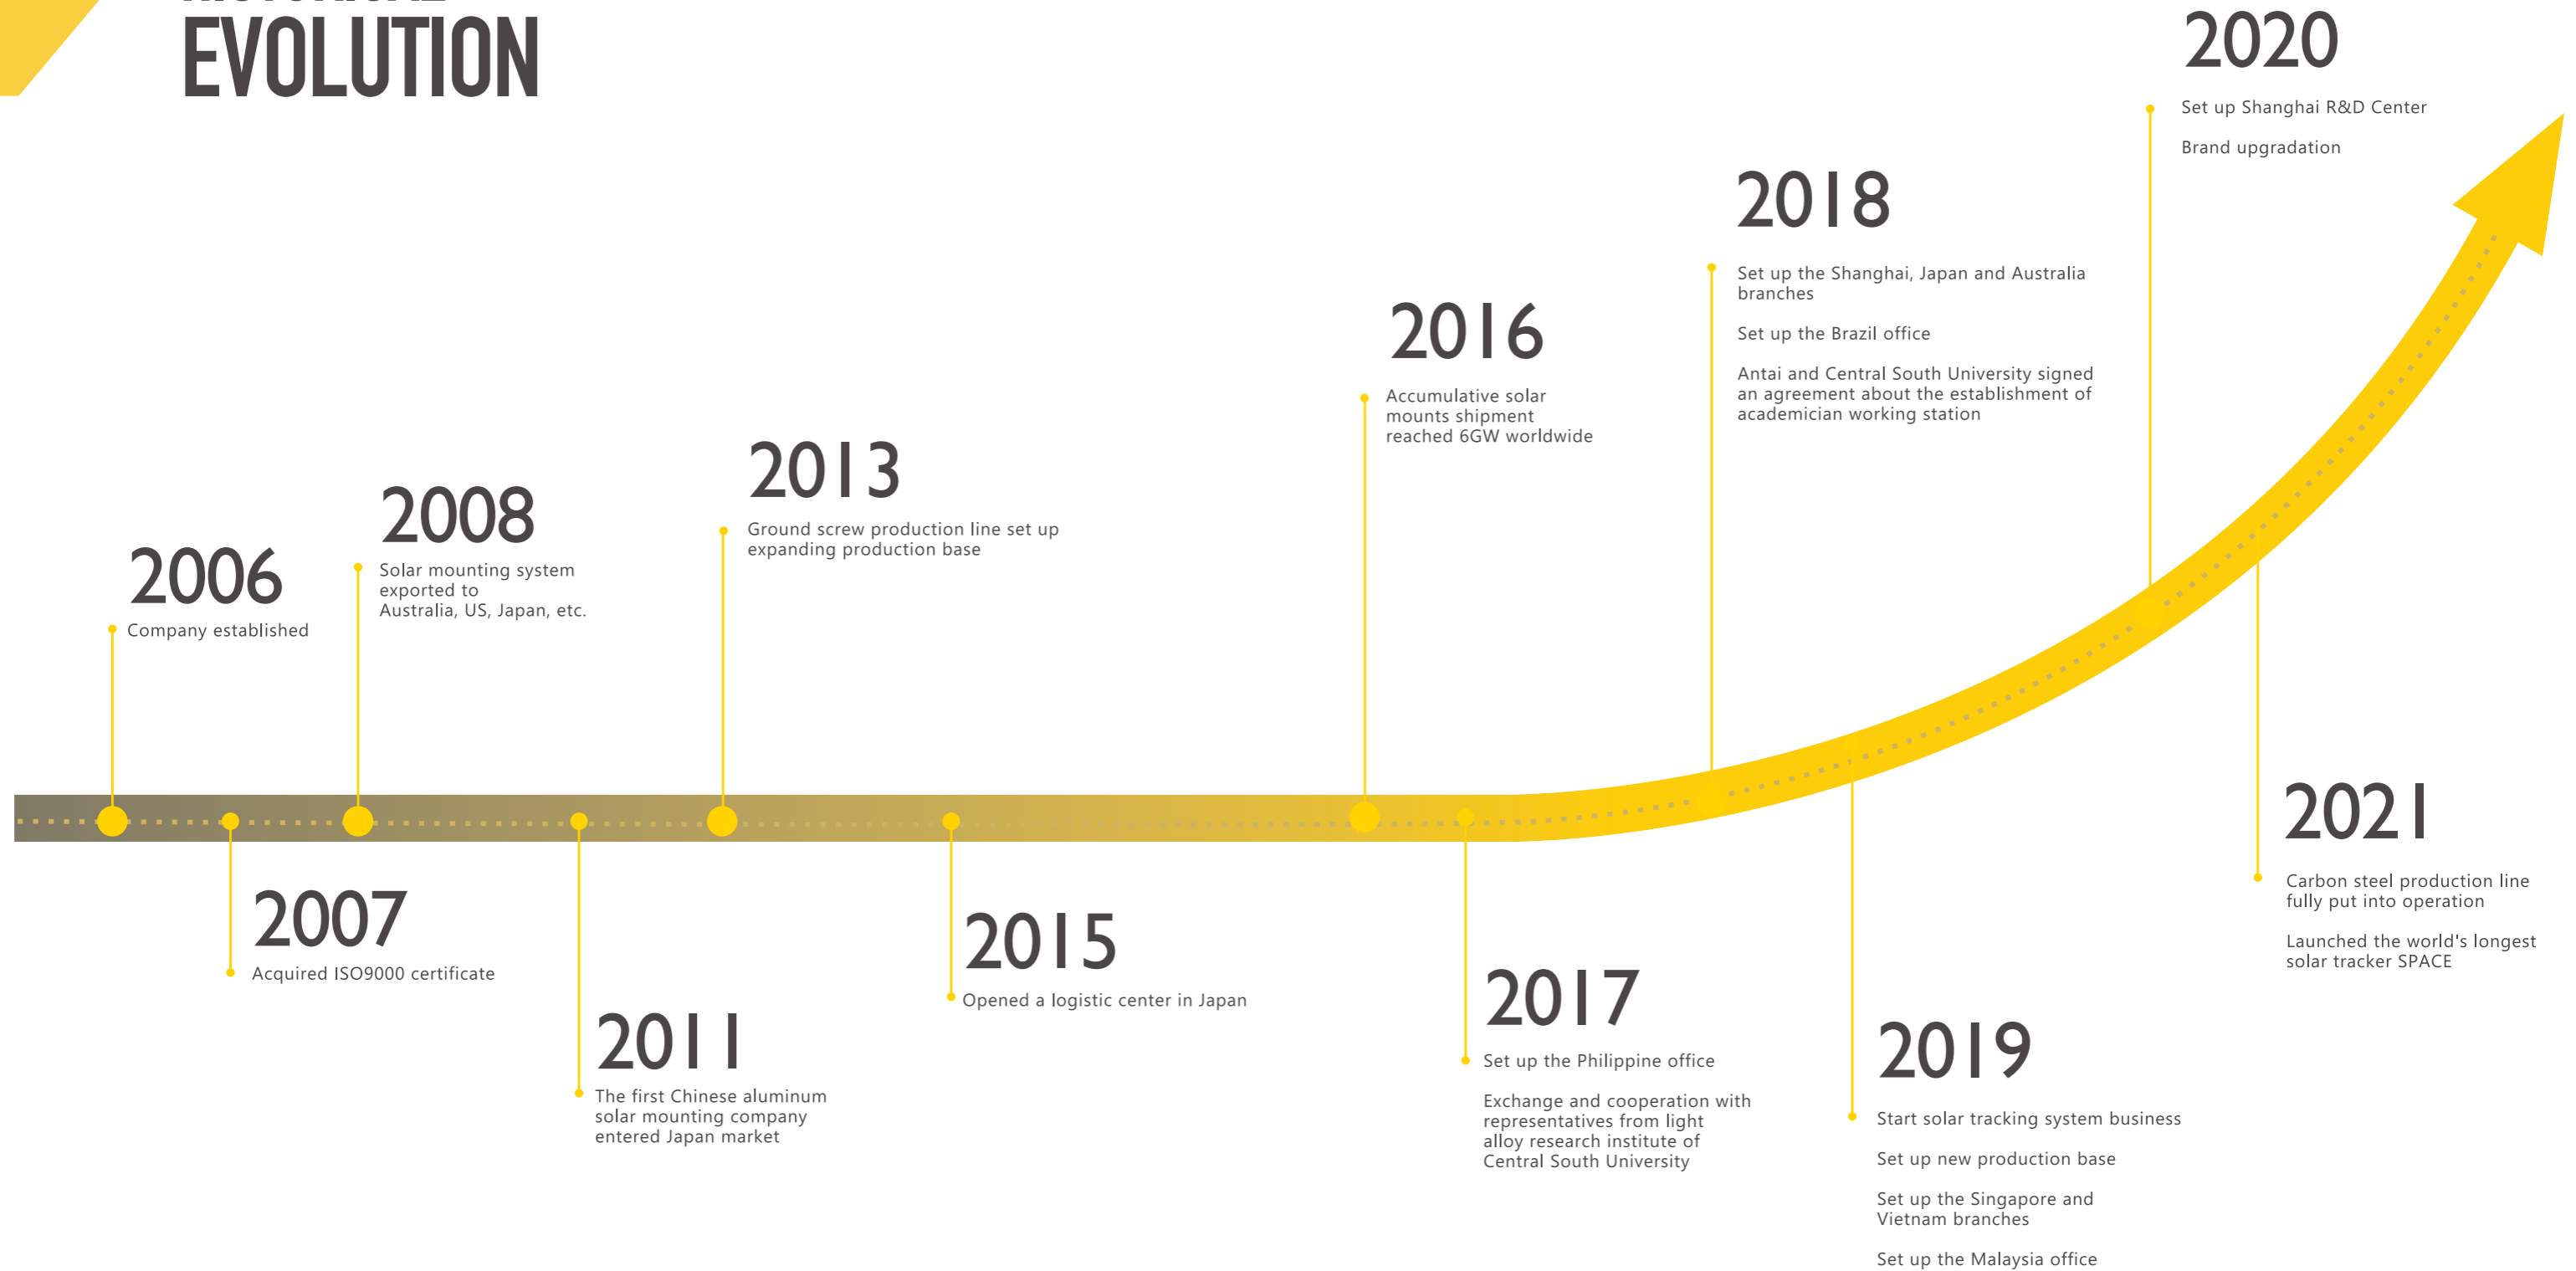 EVOLUTION
2006
Company established
2007
Acquired ISO9000 certificate
2008
Solar mounting system
exported to
Australia, US, Japan, etc.
2011
The first Chinese aluminum
solar mounting company
entered Japan market
2013
Ground screw production line set up
expanding production base
2015
Opened a logistic center in Japan
2016
Accumulative solar
mounts shipment
reached 6GW worldwide
2017
Set up the Philippine office
Exchange and cooperation with
representatives from light
alloy research institute of
Central South University
2018
Set up the Shanghai, Japan and Australia
branches
Set up the Brazil office
Antai and Central South University signed
an agreement about the establishment of
academician working station
2019
Start solar tracking system business
Set up new production base
Set up the Singapore and
Vietnam branches
Set up the Malaysia office
2020
Set up Shanghai R&D Center
Brand upgradation
2021
Carbon steel production line
fully put into operation
Launched the world's longest
solar tracker SPACE